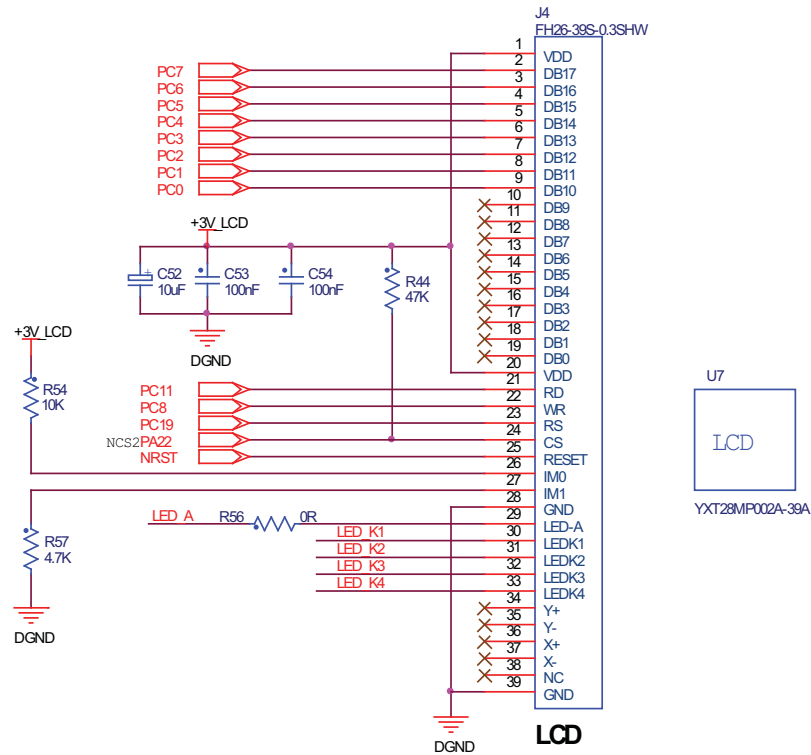 J4
FH26-39S-0.3SHW
1 VDD
PC7 2 DB17
PC6 3 DB16
PC5 4 DB15
PC4 5 DB14
PC3 6 DB13
PC2 7 DB12
PC1 8 DB11
PC0 9 DB10
10 DB9
11 DB8
12 DB7
13 DB6
14 DB5
15 DB4
16 DB3
17 DB2
18 DB1
19 DB0
20 VDD
PC11 21 RD
PC8 22 WR
PC19 23 RS
NCS2 PA22 24 CS
NRST 25 RESET
26 IM0
27 IM1
28 GND
29 LED-A
LED_K1 30 LEDK1
LED_K2 31 LEDK2
LED_K3 32 LEDK3
LED_K4 33 LEDK4
34 Y+
35 Y-
36 X+
37 X-
38 NC
39 GND
LCD
+3V_LCD
C52
10uF
C53
100nF
C54
100nF
R44
47K
DGND
+3V_LCD
R54
10K
LED_A R56 0R
R57
4.7K
DGND
DGND
U7
LCD
YXT28MP002A-39A